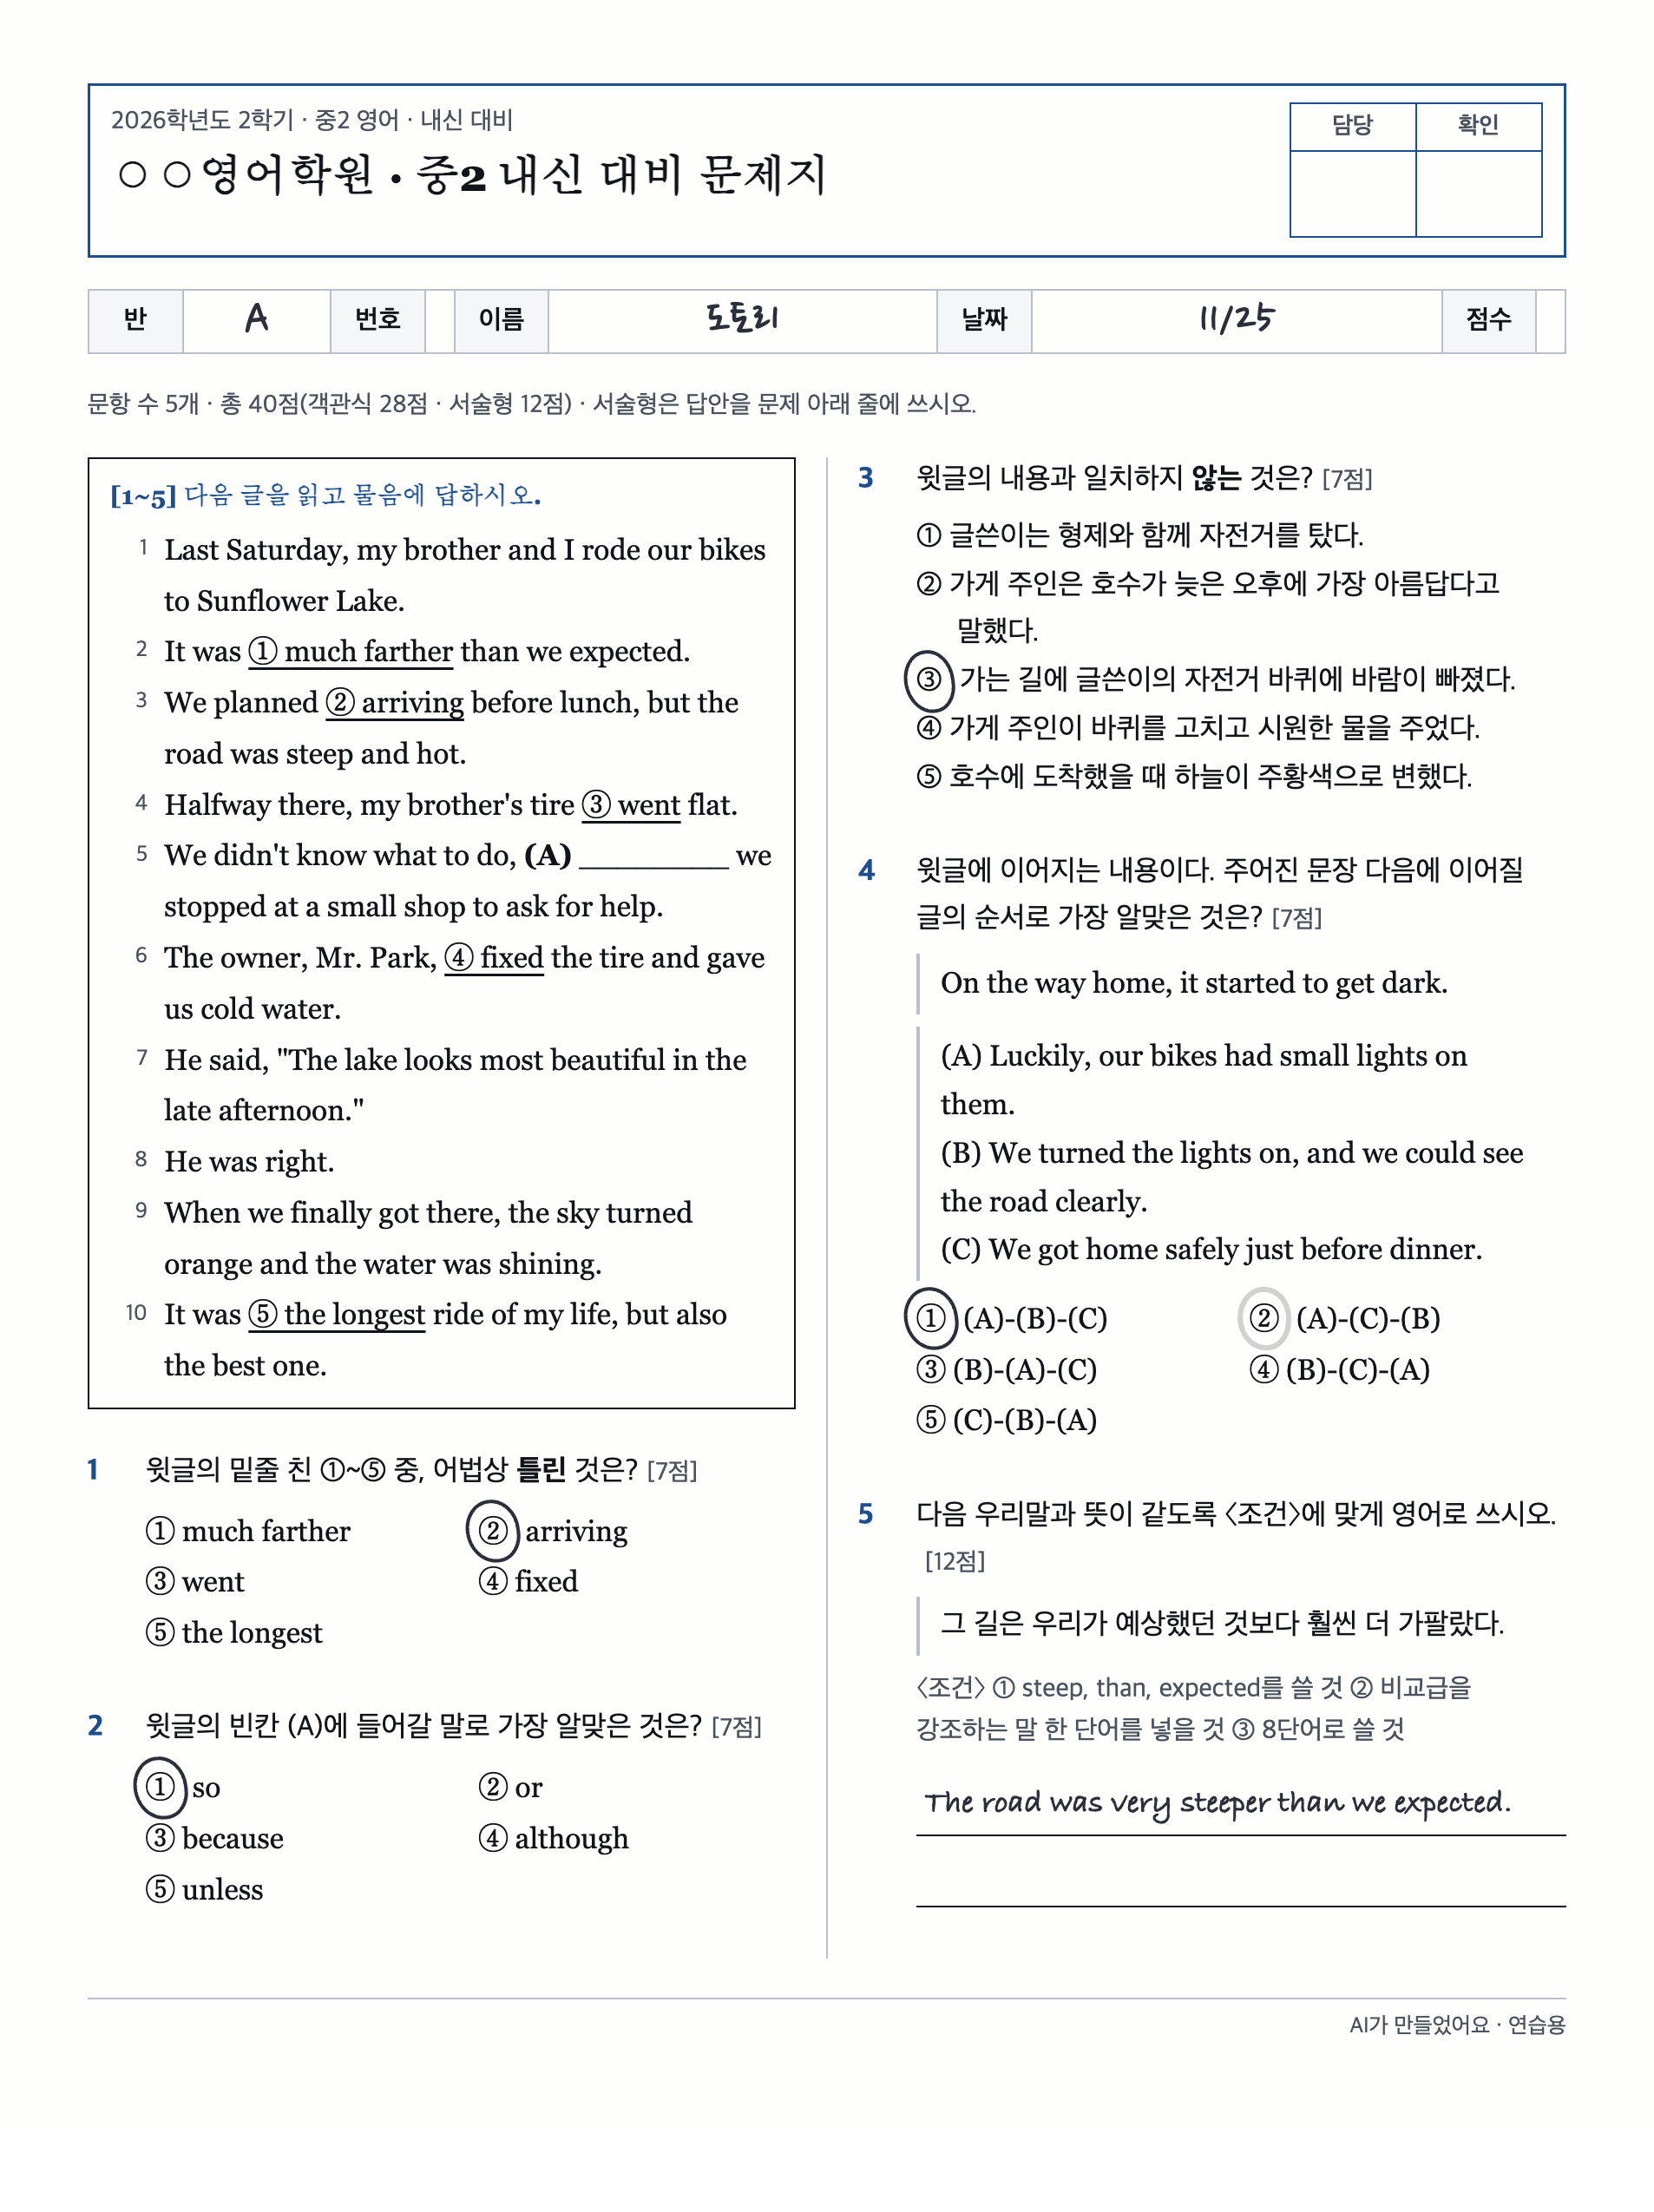 2026학년도 2학기 · 중2 영어 · 내신 대비
○○영어학원 · 중2 내신 대비 문제지
담당 확인
반 A 번호 이름 도토리 날짜 11/25 점수
문항 수 5개 · 총 40점(객관식 28점 · 서술형 12점) · 서술형은 답안을 문제 아래 줄에 쓰시오.
[1~5] 다음 글을 읽고 물음에 답하시오.
1 Last Saturday, my brother and I rode our bikes
to Sunflower Lake.
2 It was ① much farther than we expected.
3 We planned ② arriving before lunch, but the
road was steep and hot.
4 Halfway there, my brother's tire ③ went flat.
5 We didn't know what to do, (A) __________ we
stopped at a small shop to ask for help.
6 The owner, Mr. Park, ④ fixed the tire and gave
us cold water.
7 He said, "The lake looks most beautiful in the
late afternoon."
8 He was right.
9 When we finally got there, the sky turned
orange and the water was shining.
10 It was ⑤ the longest ride of my life, but also
the best one.
1 윗글의 밑줄 친 ①~⑤ 중, 어법상 틀린 것은? [7점]
① much farther ② arriving
③ went ④ fixed
⑤ the longest
2 윗글의 빈칸 (A)에 들어갈 말로 가장 알맞은 것은? [7점]
① so ② or
③ because ④ although
⑤ unless
3 윗글의 내용과 일치하지 않는 것은? [7점]
① 글쓴이는 형제와 함께 자전거를 탔다.
② 가게 주인은 호수가 늦은 오후에 가장 아름답다고
말했다.
③ 가는 길에 글쓴이의 자전거 바퀴에 바람이 빠졌다.
④ 가게 주인이 바퀴를 고치고 시원한 물을 주었다.
⑤ 호수에 도착했을 때 하늘이 주황색으로 변했다.
4 윗글에 이어지는 내용이다. 주어진 문장 다음에 이어질
글의 순서로 가장 알맞은 것은? [7점]
On the way home, it started to get dark.
(A) Luckily, our bikes had small lights on
them.
(B) We turned the lights on, and we could see
the road clearly.
(C) We got home safely just before dinner.
① (A)-(B)-(C) ② (A)-(C)-(B)
③ (B)-(A)-(C) ④ (B)-(C)-(A)
⑤ (C)-(B)-(A)
5 다음 우리말과 뜻이 같도록 〈조건〉에 맞게 영어로 쓰시오.
[12점]
그 길은 우리가 예상했던 것보다 훨씬 더 가팔랐다.
〈조건〉 ① steep, than, expected를 쓸 것 ② 비교급을
강조하는 말 한 단어를 넣을 것 ③ 8단어로 쓸 것
The road was very steeper than we expected.
AI가 만들었어요 · 연습용